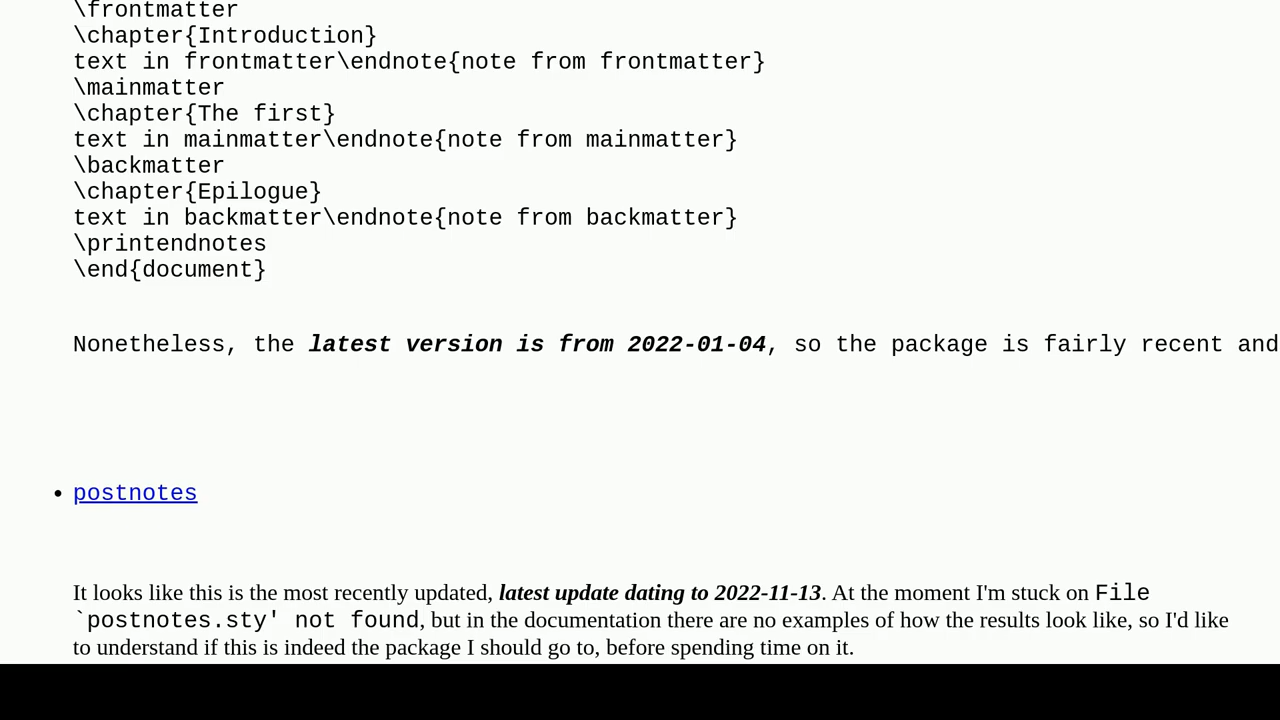 \frontmatter
\chapter{Introduction}
text in frontmatter\endnote{note from frontmatter}
\mainmatter
\chapter{The first}
text in mainmatter\endnote{note from mainmatter}
\backmatter
\chapter{Epilogue}
text in backmatter\endnote{note from backmatter}
\printendnotes
\end{document}
Nonetheless, the latest version is from 2022-01-04, so the package is fairly recent and
• postnotes
It looks like this is the most recently updated, latest update dating to 2022-11-13. At the moment I'm stuck on File
`postnotes.sty' not found, but in the documentation there are no examples of how the results look like, so I'd like
to understand if this is indeed the package I should go to, before spending time on it.